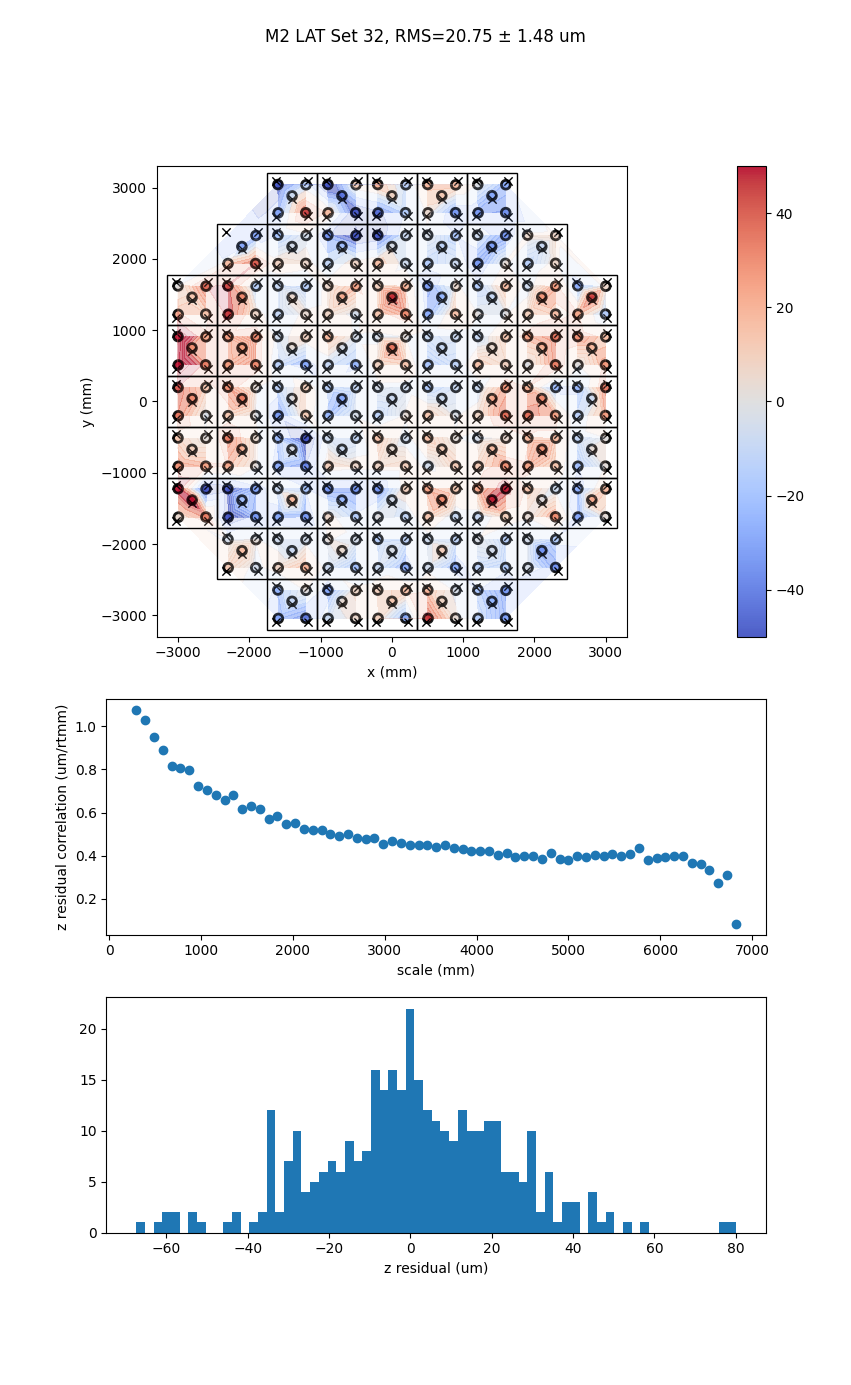 M2 LAT Set 32, RMS=20.75 ± 1.48 um
3000
2000
1000
0
−1000
−2000
−3000
y (mm)
−3000 −2000 −1000 0 1000 2000 3000
x (mm)
40
20
0
−20
−40
1.0
0.8
0.6
0.4
0.2
z residual correlation (um/rtmm)
0 1000 2000 3000 4000 5000 6000 7000
scale (mm)
20
15
10
5
0
−60 −40 −20 0 20 40 60 80
z residual (um)